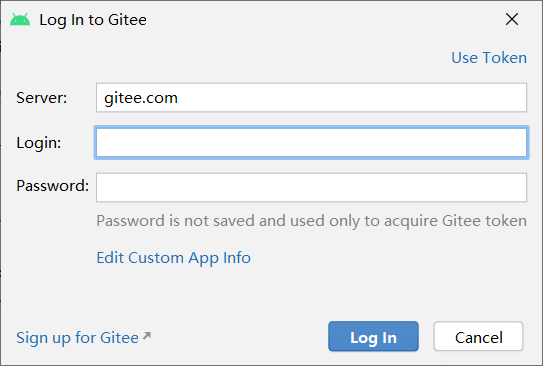 Log In to Gitee
Use Token
Server: gitee.com
Login:
Password:
Password is not saved and used only to acquire Gitee token
Edit Custom App Info
Sign up for Gitee Log In Cancel